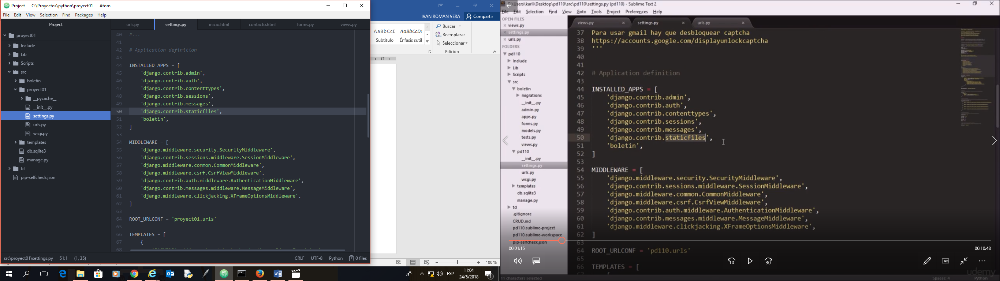 Project — C:\Proyectos\python\proyect01 — Atom
File Edit View Selection Find Packages Help
Project
urls.py settings.py inicio.html contacto.html forms.py views.py
proyect01
Include
Lib
Scripts
src
boletin
proyect01
__pycache__
__init__.py
settings.py
urls.py
wsgi.py
templates
db.sqlite3
manage.py
tcl
pip-selfcheck.json
40 #...
41
42 # Application definition
43
44 INSTALLED_APPS = [
45 'django.contrib.admin',
46 'django.contrib.auth',
47 'django.contrib.contenttypes',
48 'django.contrib.sessions',
49 'django.contrib.messages',
50 'django.contrib.staticfiles',
51 'boletin',
52 ]
53
54 MIDDLEWARE = [
55 'django.middleware.security.SecurityMiddleware',
56 'django.contrib.sessions.middleware.SessionMiddleware',
57 'django.middleware.common.CommonMiddleware',
58 'django.middleware.csrf.CsrfViewMiddleware',
59 'django.contrib.auth.middleware.AuthenticationMiddleware',
60 'django.contrib.messages.middleware.MessageMiddleware',
61 'django.middleware.clickjacking.XFrameOptionsMiddleware',
62 ]
63
64 ROOT_URLCONF = 'proyect01.urls'
65
66 TEMPLATES = [
67 {
68
src\proyect01\settings.py 51:1 (1, 35) CRLF UTF-8 Python 0 files
IVAN ROMAN VERA Compartir
AaBbCcD AaBbCcDc
Subtítulo Énfasis sutil
Buscar
Reemplazar
Seleccionar
Edición
17
100 %
ESP
11:04
24/5/2018
1
C:\Users\karli\Desktop\pd110\src\pd110\settings.py (pd110) - Sublime Text 2
File Edit Selection Find View Goto Tools Project Preferences Help
OPEN FILES
views.py
settings.py
urls.py
FOLDERS
pd110
Include
Lib
Scripts
src
boletin
migrations
__init__.py
admin.py
apps.py
forms.py
models.py
tests.py
views.py
pd110
__init__.py
settings.py
urls.py
wsgi.py
templates
db.sqlite3
manage.py
tcl
.gitignore
CRUD.md
pd110.sublime-project
pd110.sublime-workspace
pip-selfcheck.json
views.py settings.py urls.py
37 Para usar gmail hay que desbloquear captcha
38 https://accounts.google.com/displayunlockcaptcha
39 '''
40
41
42 # Application definition
43
44 INSTALLED_APPS = [
45 'django.contrib.admin',
46 'django.contrib.auth',
47 'django.contrib.contenttypes',
48 'django.contrib.sessions',
49 'django.contrib.messages',
50 'django.contrib.staticfiles',
51 'boletin',
52 ]
53
54 MIDDLEWARE = [
55 'django.middleware.security.SecurityMiddleware',
56 'django.contrib.sessions.middleware.SessionMiddleware',
57 'django.middleware.common.CommonMiddleware',
58 'django.middleware.csrf.CsrfViewMiddleware',
59 'django.contrib.auth.middleware.AuthenticationMiddleware',
60 'django.contrib.messages.middleware.MessageMiddleware',
61 'django.middleware.clickjacking.XFrameOptionsMiddleware',
62 ]
63
64 ROOT_URLCONF = 'pd110.urls'
65
66 TEMPLATES = [
67 {
00:01:15 00:10:48
10 30
udemy
11 characters selected Spaces: 4 Python